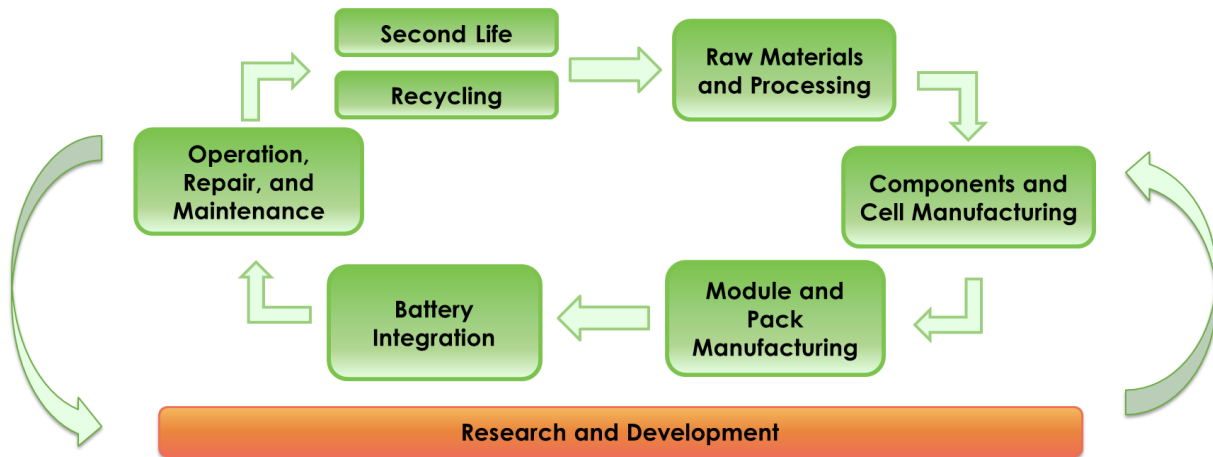 Second Life
Recycling
Raw Materials
and Processing
Operation,
Repair, and
Maintenance
Components and
Cell Manufacturing
Battery
Integration
Module and
Pack
Manufacturing
Research and Development